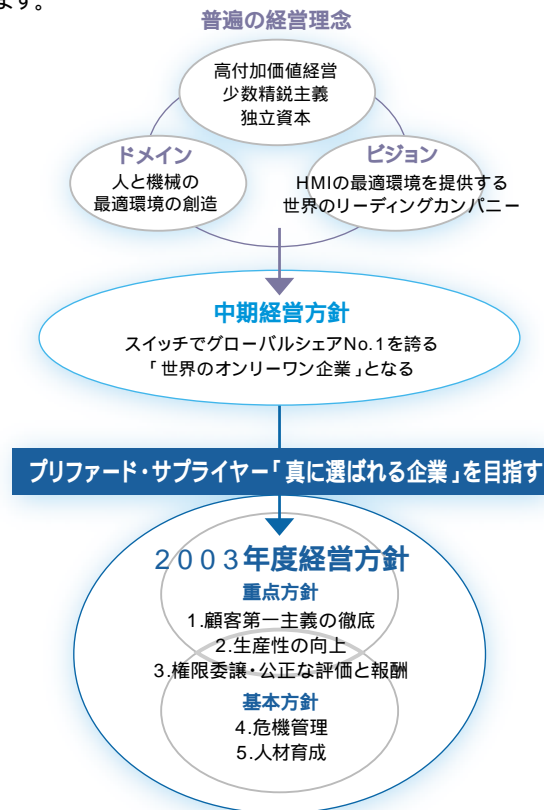 ます。
普遍の経営理念
高付加価値経営
少数精鋭主義
独立資本
ドメイン
人と機械の
最適環境の創造
ビジョン
HMIの最適環境を提供する
世界のリーディングカンパニー
中期経営方針
スイッチでグローバルシェアNo.1を誇る
「世界のオンリーワン企業」となる
プリファード・サプライヤー「真に選ばれる企業」を目指す
2003年度経営方針
重点方針
1.顧客第一主義の徹底
2.生産性の向上
3.権限委譲・公正な評価と報酬
基本方針
4.危機管理
5.人材育成